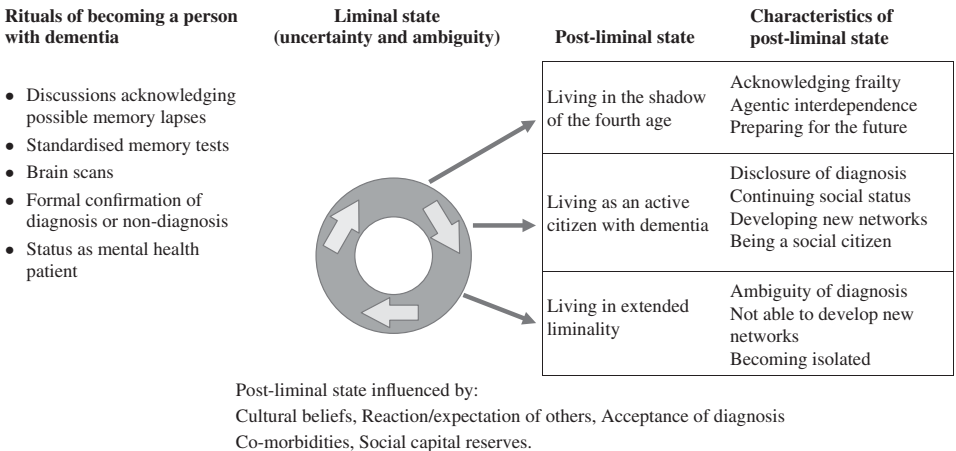 Rituals of becoming a person
with dementia
Liminal state
(uncertainty and ambiguity)
Post-liminal state
Characteristics of
post-liminal state
• Discussions acknowledging
possible memory lapses
• Standardised memory tests
• Brain scans
• Formal confirmation of
diagnosis or non-diagnosis
• Status as mental health
patient
Living in the shadow
of the fourth age
Acknowledging frailty
Agentic interdependence
Preparing for the future
Living as an active
citizen with dementia
Disclosure of diagnosis
Continuing social status
Developing new networks
Being a social citizen
Living in extended
liminality
Ambiguity of diagnosis
Not able to develop new
networks
Becoming isolated
Post-liminal state influenced by:
Cultural beliefs, Reaction/expectation of others, Acceptance of diagnosis
Co-morbidities, Social capital reserves.